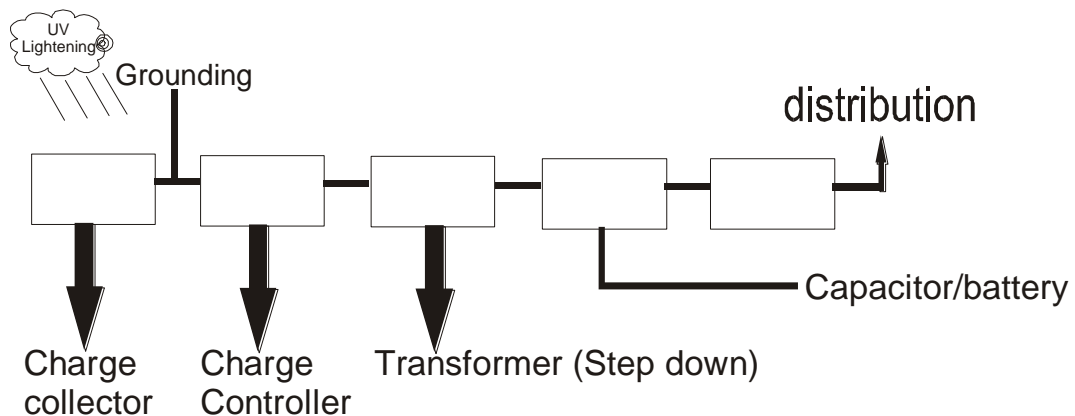 UV
Lightening
Grounding
distribution
Capacitor/battery
Charge
collector
Charge
Controller
Transformer (Step down)